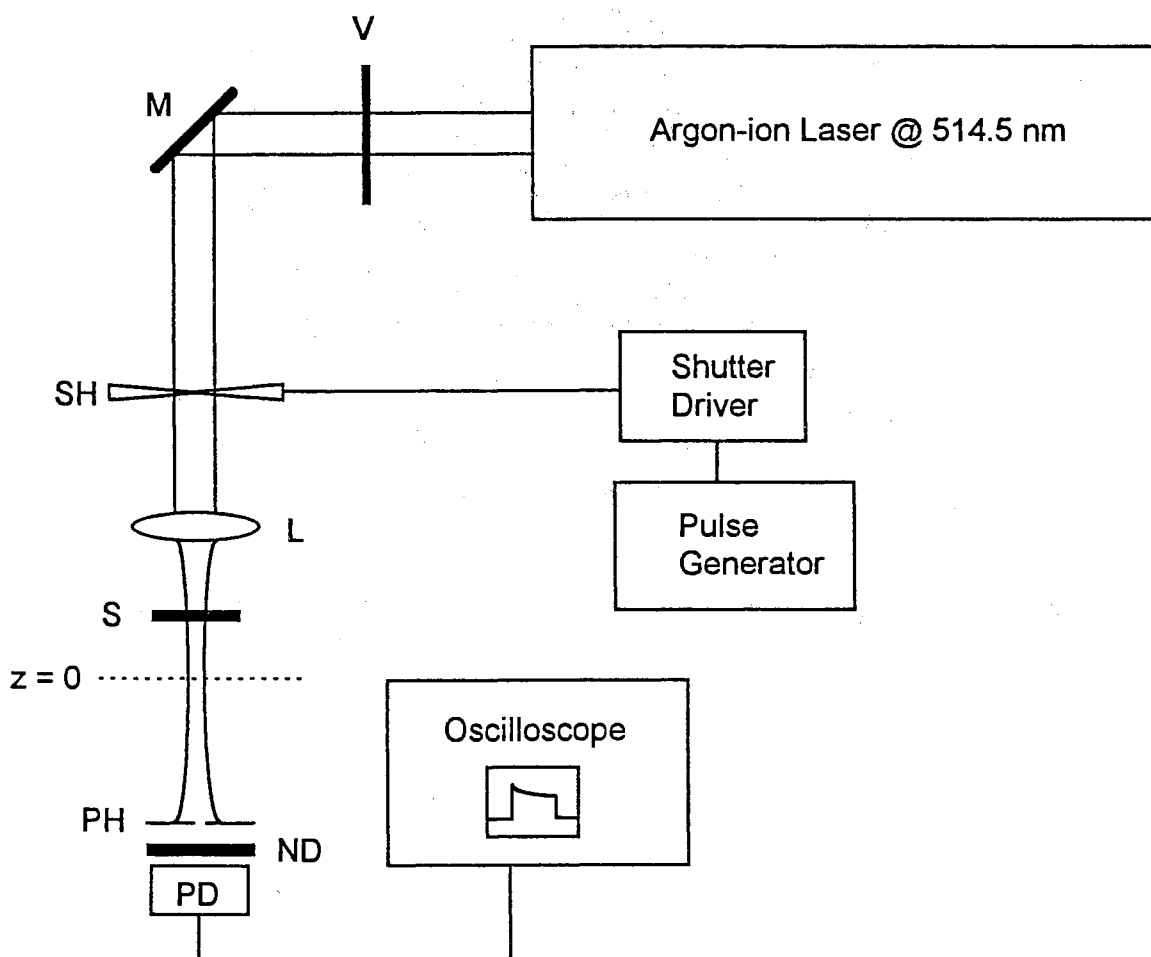 V
M
Argon-ion Laser @ 514.5 nm
SH
Shutter
Driver
L
Pulse
Generator
S
z = 0
Oscilloscope
PH
ND
PD